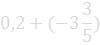 0,2 + (−3 3/5)